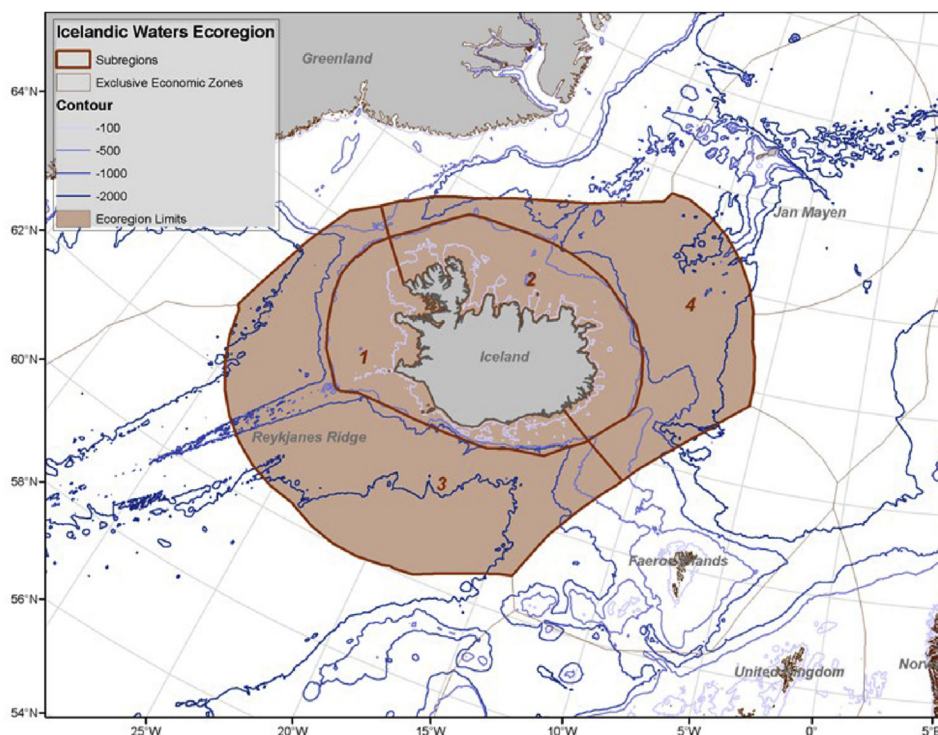 Icelandic Waters Ecoregion
Subregions
Exclusive Economic Zones
Contour
-100
-500
-1000
-2000
Ecoregion Limits
Greenland
64°N
62°N
60°N
58°N
56°N
54°N
Jan Mayen
2
4
1
Iceland
Reykjanes Ridge
3
Faeroe Islands
United Kingdom
Norw
25°W
20°W
15°W
10°W
5°W
0°
5°E